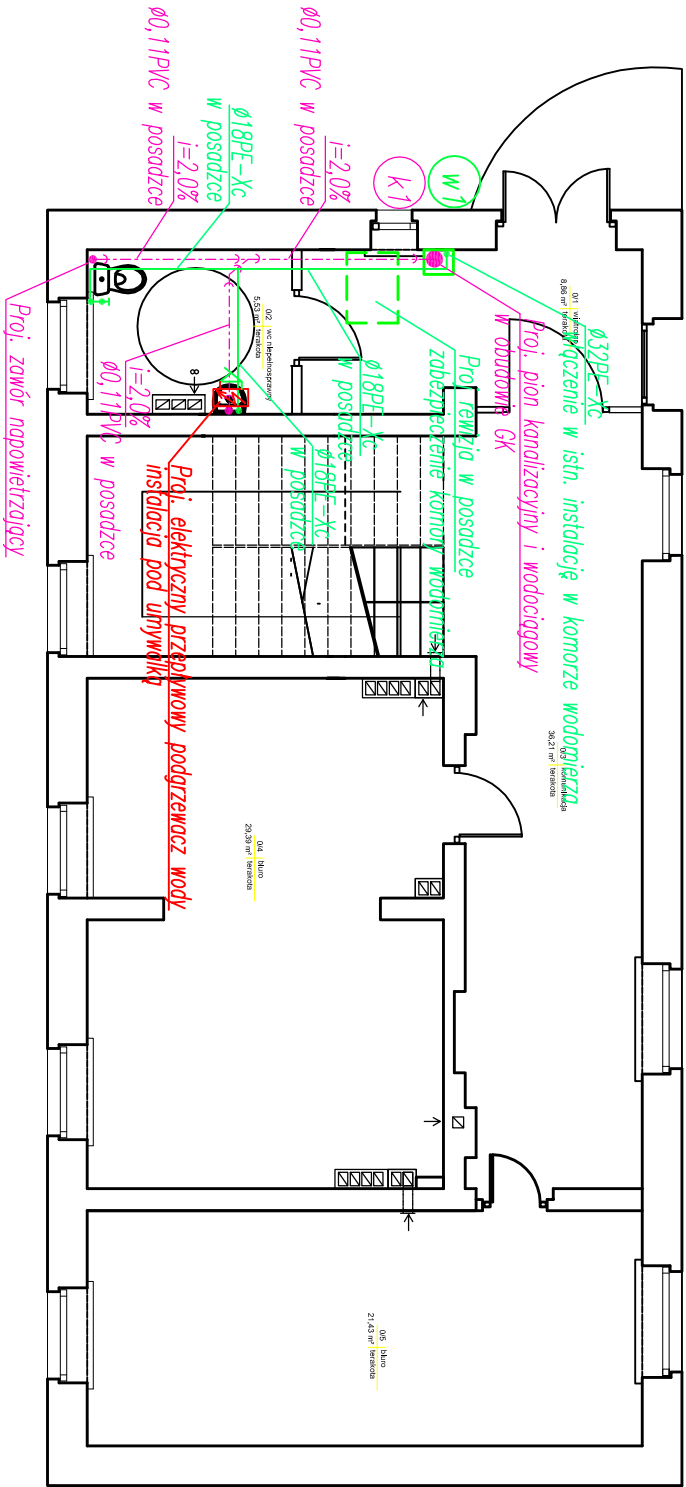 ø32PE-Xc
włączenie w istn. instalację w komorze wodomierza
Proj. pion kanalizacyjny i wodociągowy
w obudowie GK
Proj. rewizja w posadzce
zabezpieczenie komory wodomierza
w1
k1
i=2,0%
ø0,11PVC w posadzce
ø18PE-Xc
w posadzce
i=2,0%
ø0,11PVC w posadzce
ø18PE-Xc
w posadzce
ø18PE-Xc
w posadzce
i=2,0%
ø0,11PVC w posadzce
Proj. elektryczny przepływowy podgrzewacz wody
instalacja pod umywalką
Proj. zawór napowietrzający
0/1 wiatrołap
8,86 m² terakota
0/2 wc niepełnosprawny
5,53 m² terakota
0/3 komunikacja
36,21 m² terakota
0/4 biuro
29,39 m² terakota
0/5 biuro
21,43 m² terakota
8